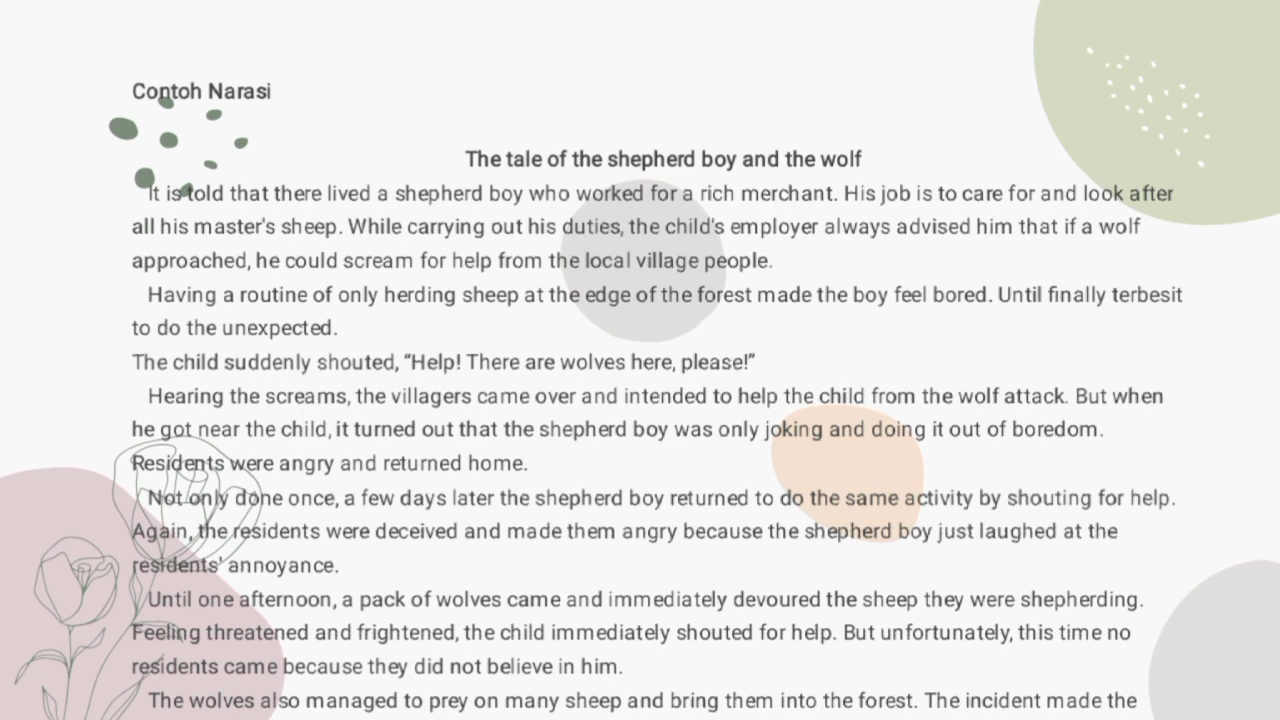 Contoh Narasi
The tale of the shepherd boy and the wolf
It is told that there lived a shepherd boy who worked for a rich merchant. His job is to care for and look after
all his master's sheep. While carrying out his duties, the child's employer always advised him that if a wolf
approached, he could scream for help from the local village people.
Having a routine of only herding sheep at the edge of the forest made the boy feel bored. Until finally terbesit
to do the unexpected.
The child suddenly shouted, “Help! There are wolves here, please!”
Hearing the screams, the villagers came over and intended to help the child from the wolf attack. But when
he got near the child, it turned out that the shepherd boy was only joking and doing it out of boredom.
Residents were angry and returned home.
Not only done once, a few days later the shepherd boy returned to do the same activity by shouting for help.
Again, the residents were deceived and made them angry because the shepherd boy just laughed at the
residents' annoyance.
Until one afternoon, a pack of wolves came and immediately devoured the sheep they were shepherding.
Feeling threatened and frightened, the child immediately shouted for help. But unfortunately, this time no
residents came because they did not believe in him.
The wolves also managed to prey on many sheep and bring them into the forest. The incident made the